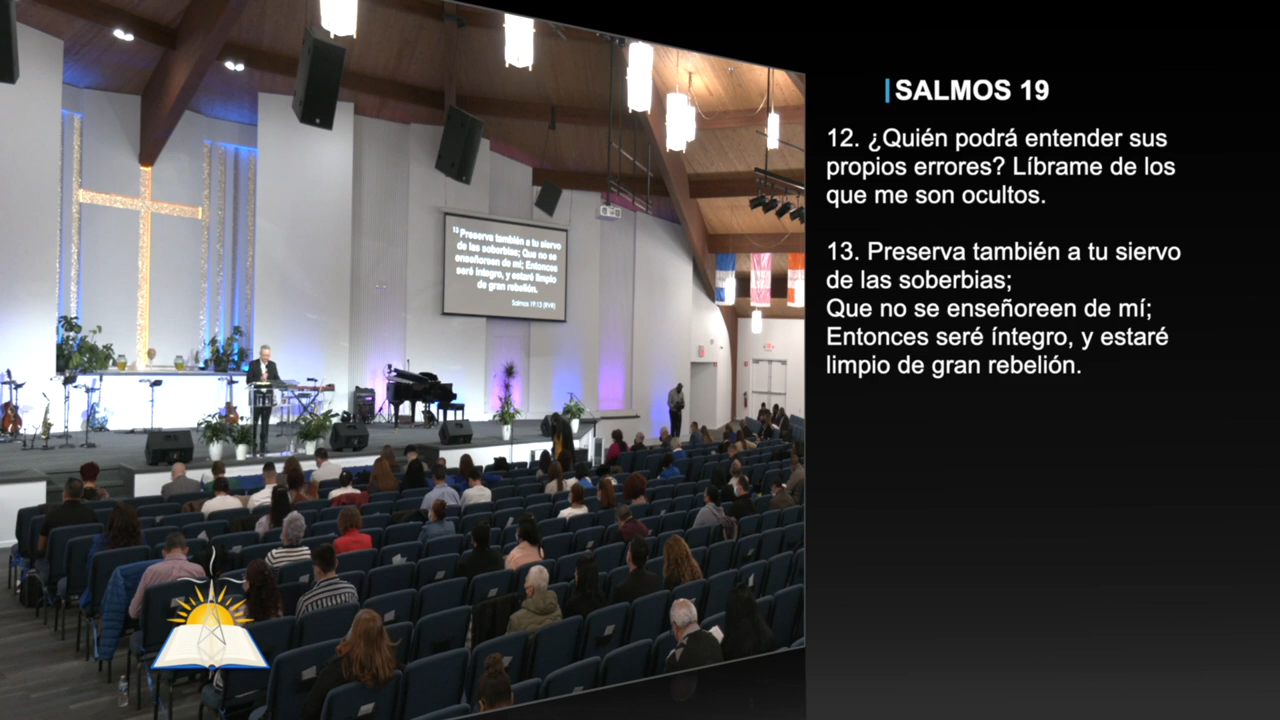 SALMOS 19
12. ¿Quién podrá entender sus
propios errores? Líbrame de los
que me son ocultos.
13. Preserva también a tu siervo
de las soberbias;
Que no se enseñoreen de mí;
Entonces seré íntegro, y estaré
limpio de gran rebelión.
13 Preserva también a tu siervo
de las soberbias; Que no se
enseñoreen de mí; Entonces
seré íntegro, y estaré limpio
de gran rebelión.
Salmos 19:13 (RVR)